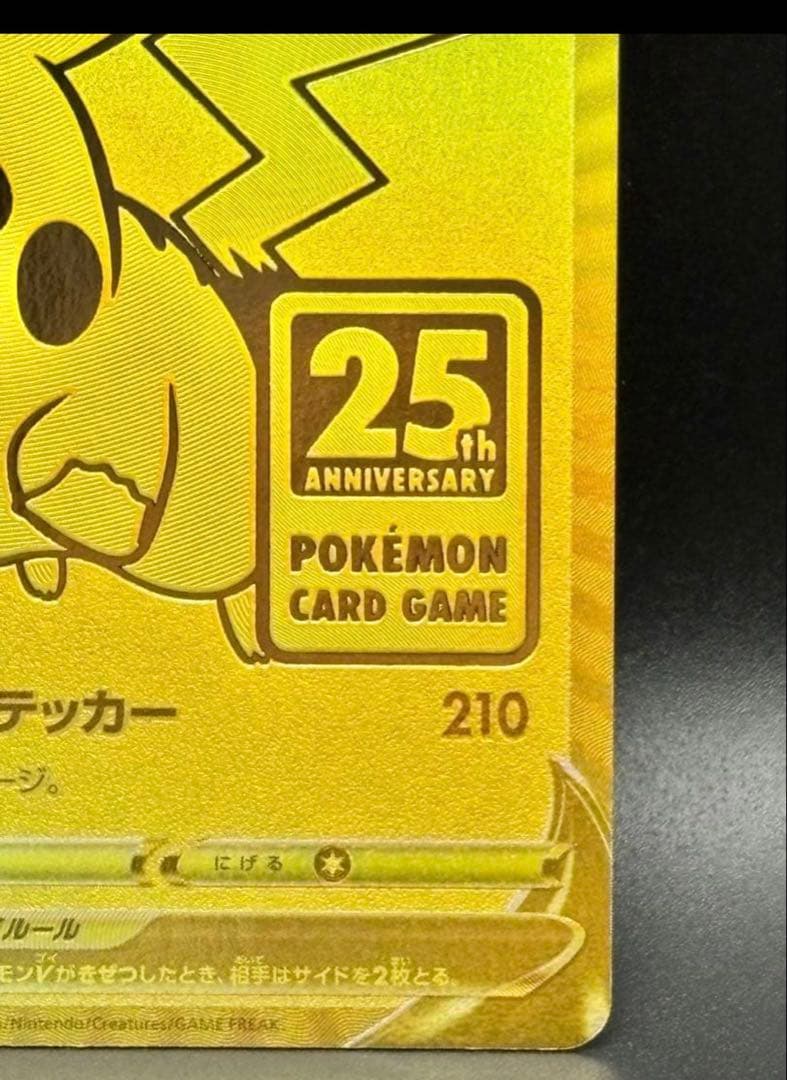 25th
ANNIVERSARY
POKÉMON
CARD GAME
テッカー 210
ージ。
にげる
ルール
モンVがきぜつしたとき、相手はサイドを2枚とる。
/Nintendo/Creatures/GAME FREAK.